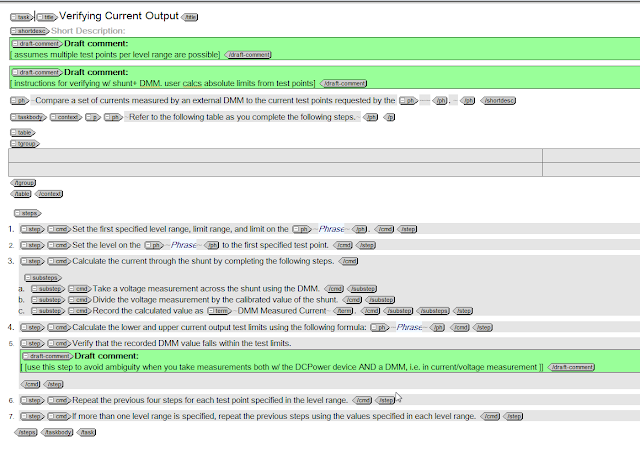 task title Verifying Current Output /title
shortdesc Short Description:
draft-comment Draft comment:
[ assumes multiple test points per level range are possible] /draft-comment
draft-comment Draft comment:
[ instructions for verifying w/ shunt+ DMM. user calcs absolute limits from test points] /draft-comment
ph Compare a set of currents measured by an external DMM to the current test points requested by the ph /ph . /ph /shortdesc
taskbody context p ph Refer to the following table as you complete the following steps. /ph /p
table
tgroup
/tgroup
/table /context
steps
1. step cmd Set the first specified level range, limit range, and limit on the ph Phrase /ph . /cmd /step
2. step cmd Set the level on the ph Phrase /ph to the first specified test point. /cmd /step
3. step cmd Calculate the current through the shunt by completing the following steps. /cmd
substeps
a. substep cmd Take a voltage measurement across the shunt using the DMM. /cmd /substep
b. substep cmd Divide the voltage measurement by the calibrated value of the shunt. /cmd /substep
c. substep cmd Record the calculated value as term DMM Measured Current /term . /cmd /substep /substeps /step
4. step cmd Calculate the lower and upper current output test limits using the following formula: ph Phrase /ph /cmd /step
5. step cmd Verify that the recorded DMM value falls within the test limits.
draft-comment Draft comment:
[ [use this step to avoid ambiguity when you take measurements both w/ the DCPower device AND a DMM, i.e. in current/voltage measurement ]] /draft-comment
/cmd /step
6. step cmd Repeat the previous four steps for each test point specified in the level range. /cmd /step
7. step cmd If more than one level range is specified, repeat the previous steps using the values specified in each level range. /cmd /step
/steps /taskbody /task